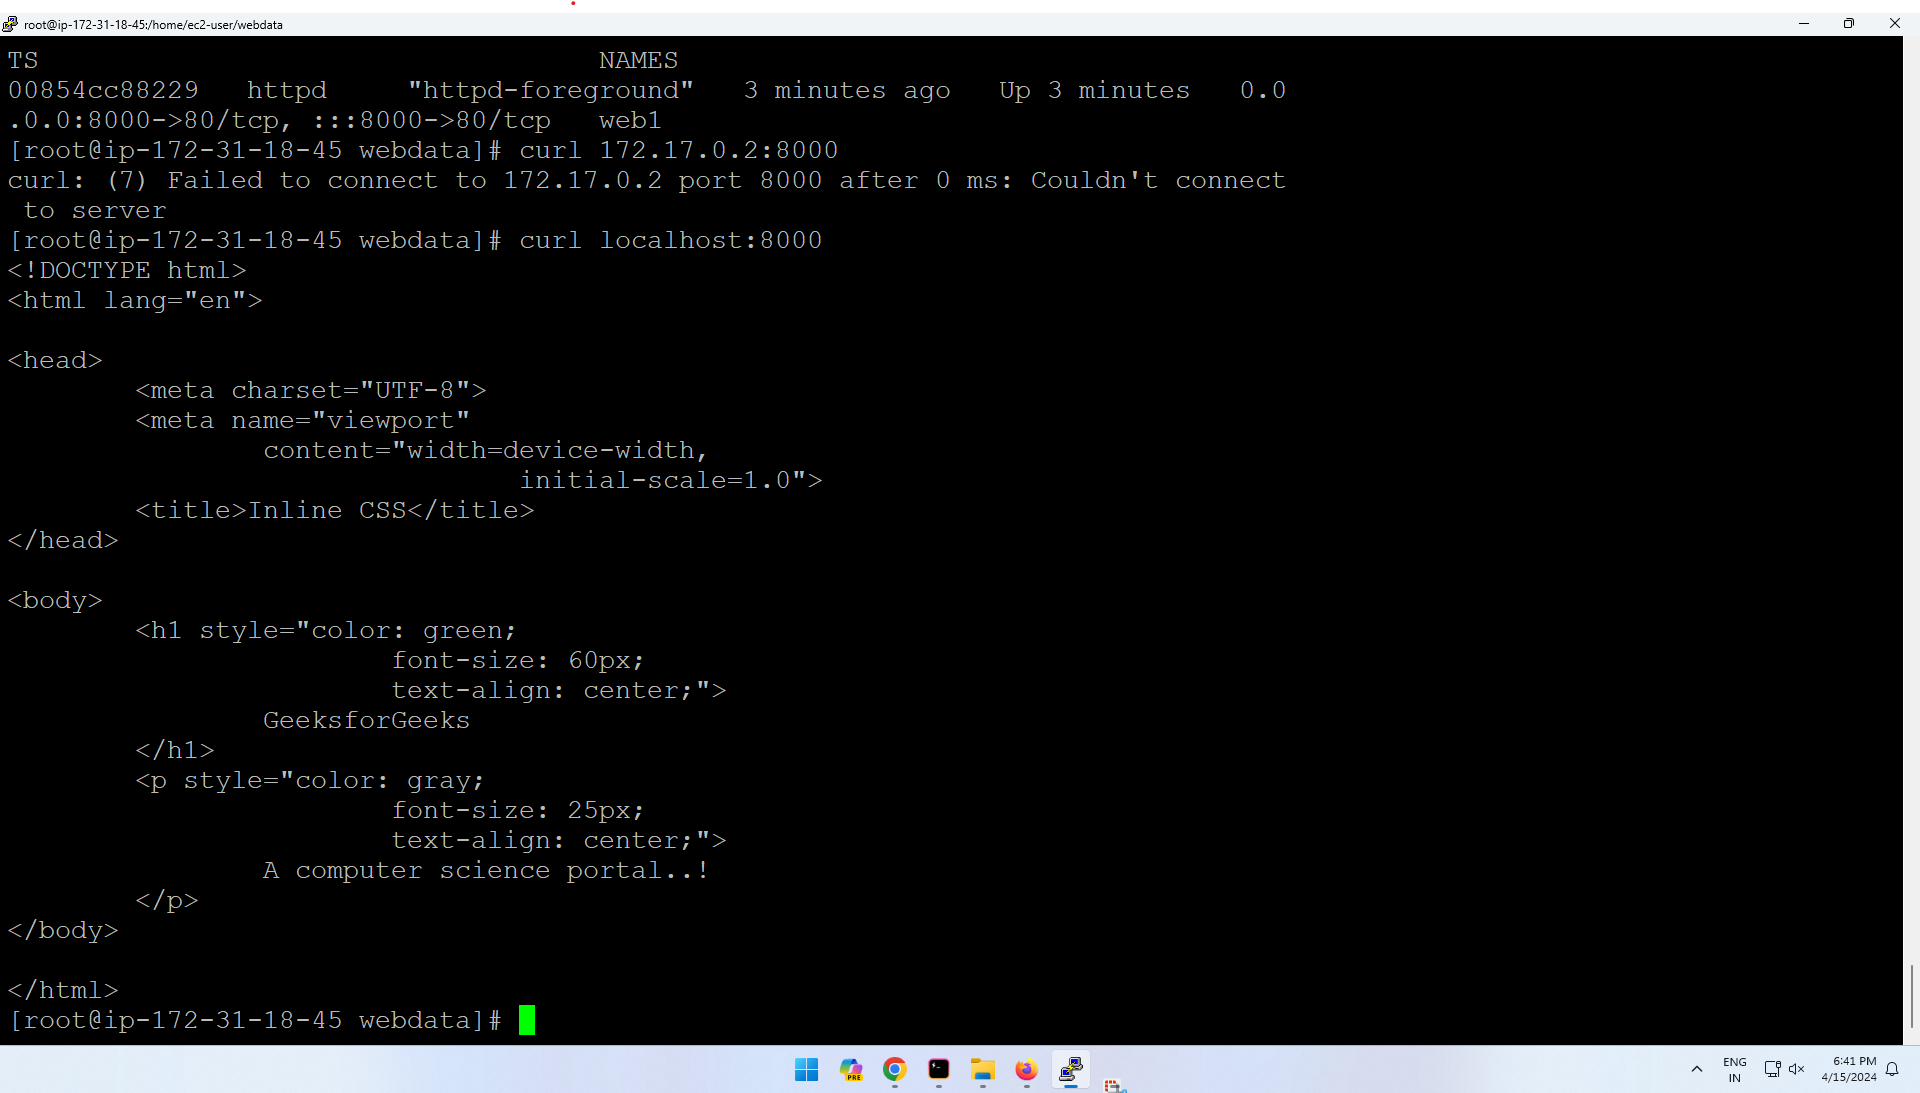 root@ip-172-31-18-45:/home/ec2-user/webdata
TS                                   NAMES
00854cc88229   httpd     "httpd-foreground"   3 minutes ago   Up 3 minutes   0.0
.0.0:8000->80/tcp, :::8000->80/tcp   web1
[root@ip-172-31-18-45 webdata]# curl 172.17.0.2:8000
curl: (7) Failed to connect to 172.17.0.2 port 8000 after 0 ms: Couldn't connect
 to server
[root@ip-172-31-18-45 webdata]# curl localhost:8000
<!DOCTYPE html>
<html lang="en">

<head>
        <meta charset="UTF-8">
        <meta name="viewport"
                content="width=device-width,
                                initial-scale=1.0">
        <title>Inline CSS</title>
</head>

<body>
        <h1 style="color: green;
                        font-size: 60px;
                        text-align: center;">
                GeeksforGeeks
        </h1>
        <p style="color: gray;
                        font-size: 25px;
                        text-align: center;">
                A computer science portal..!
        </p>
</body>

</html>
[root@ip-172-31-18-45 webdata]#
PRE
ENG
IN
6:41 PM
4/15/2024